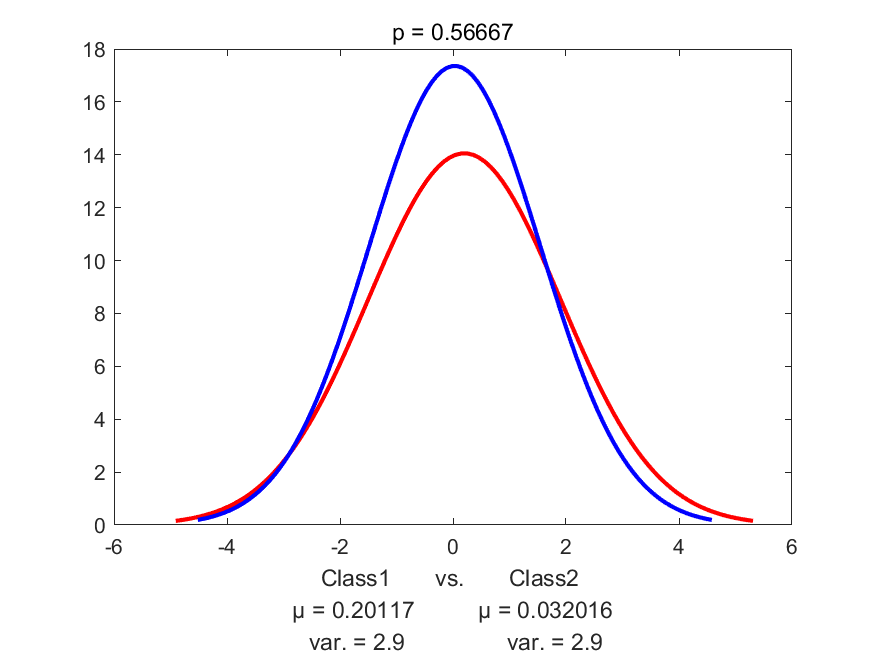 p = 0.56667
18
16
14
12
10
8
6
4
2
0
-6 -4 -2 0 2 4 6
Class1 vs. Class2
μ = 0.20117 μ = 0.032016
var. = 2.9 var. = 2.9